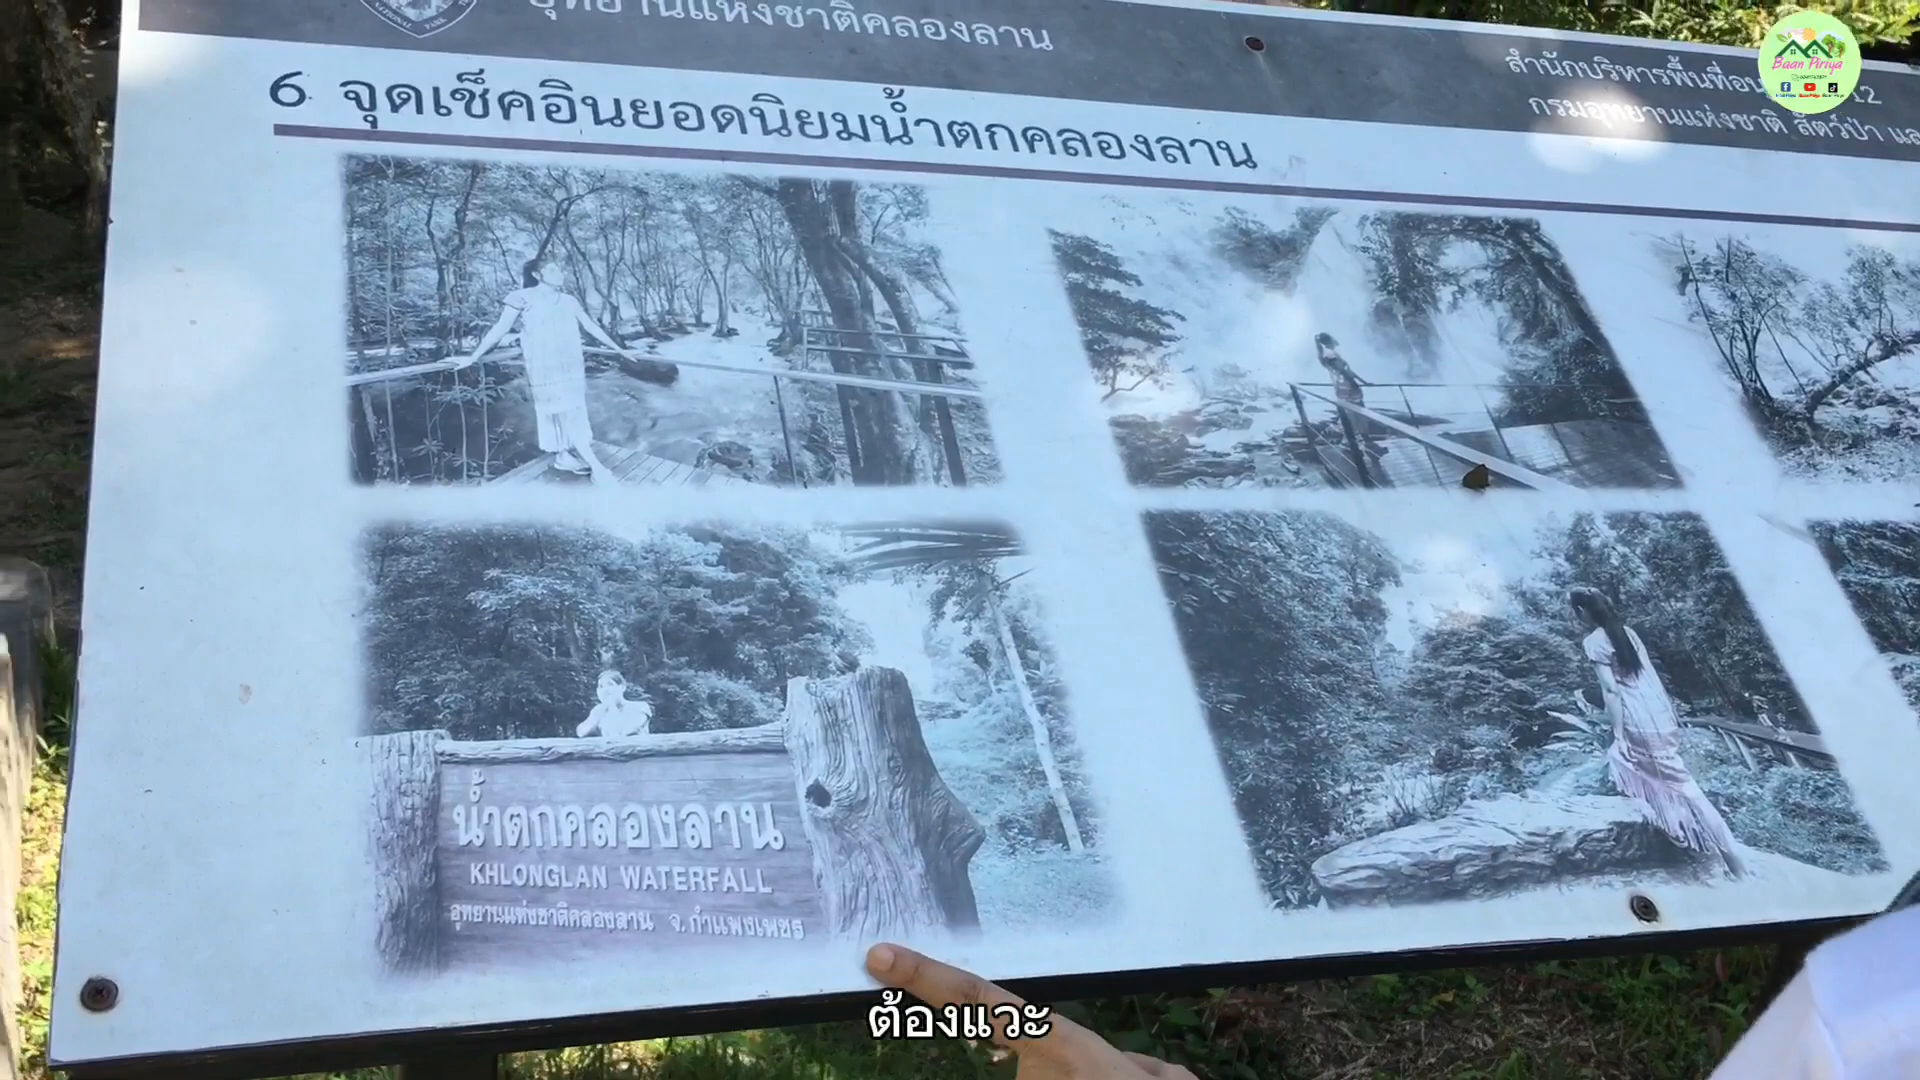 อุทยานแห่งชาติคลองลาน
NATIONAL PARK
สำนักบริหารพื้นที่อน 12
กรมอุทยานแห่งชาติ สัตว์ป่า แล
Baan Piriya
6 จุดเช็คอินยอดนิยมน้ำตกคลองลาน
น้ำตกคลองลาน
KHLONGLAN WATERFALL
อุทยานแห่งชาติคลองลาน จ.กำแพงเพชร
ต้องแวะ